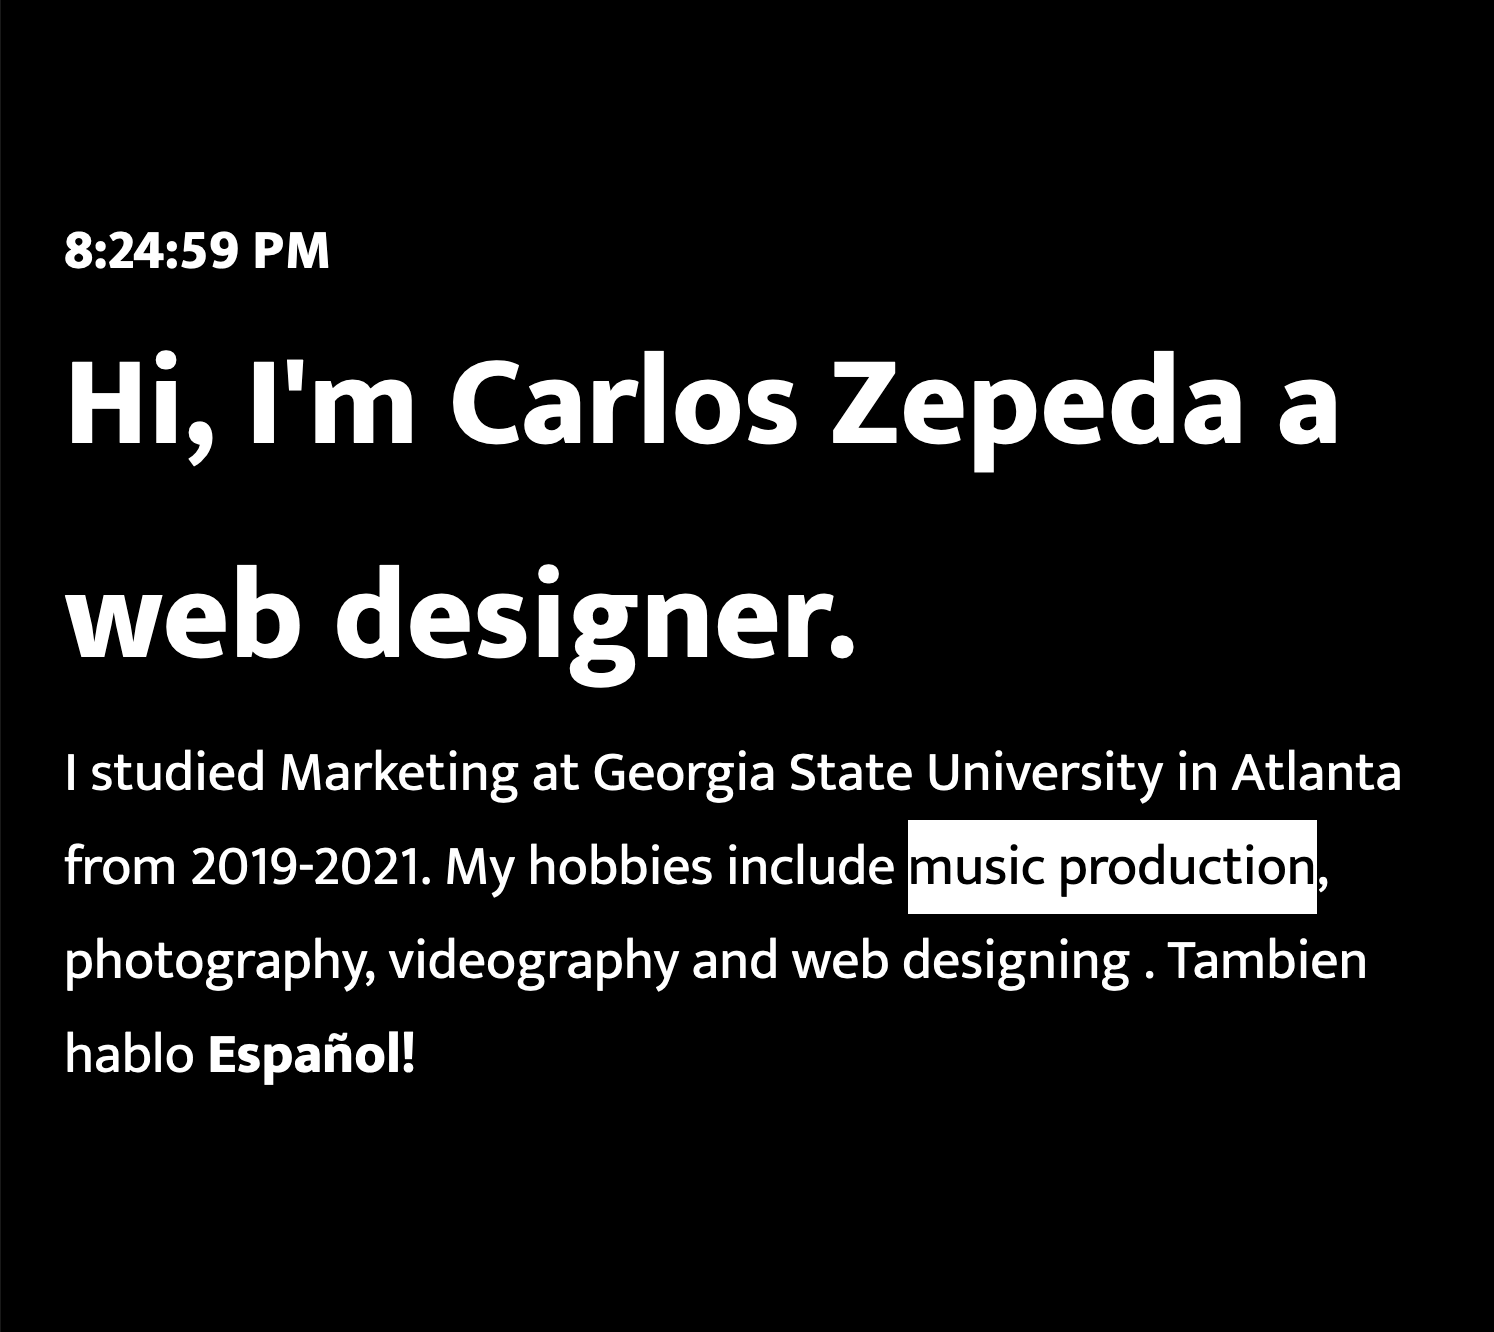 8:24:59 PM
Hi, I'm Carlos Zepeda a
web designer.
I studied Marketing at Georgia State University in Atlanta
from 2019-2021. My hobbies include music production,
photography, videography and web designing . Tambien
hablo Español!